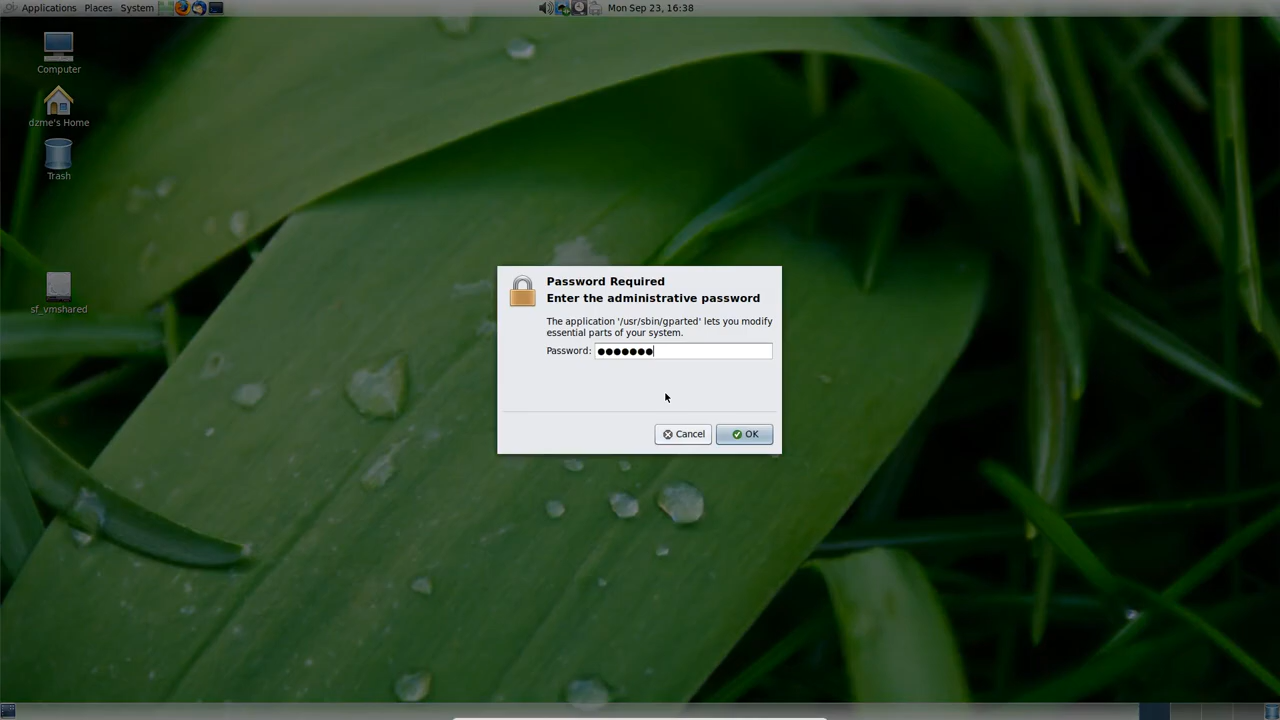 Applications Places System
Mon Sep 23, 16:38
Computer
dzme's Home
Trash
sf_vmshared
Password Required
Enter the administrative password
The application '/usr/sbin/gparted' lets you modify
essential parts of your system.
Password: ●●●●●●●
Cancel OK